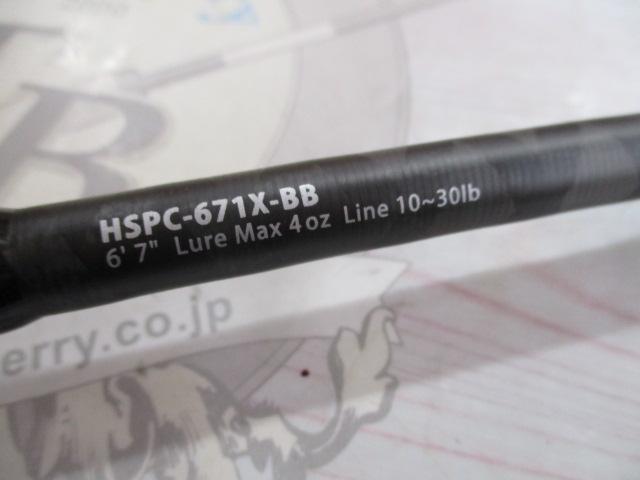 HSPC-671X-BB
6' 7" Lure Max 4oz Line 10~30lb
erry.co.jp